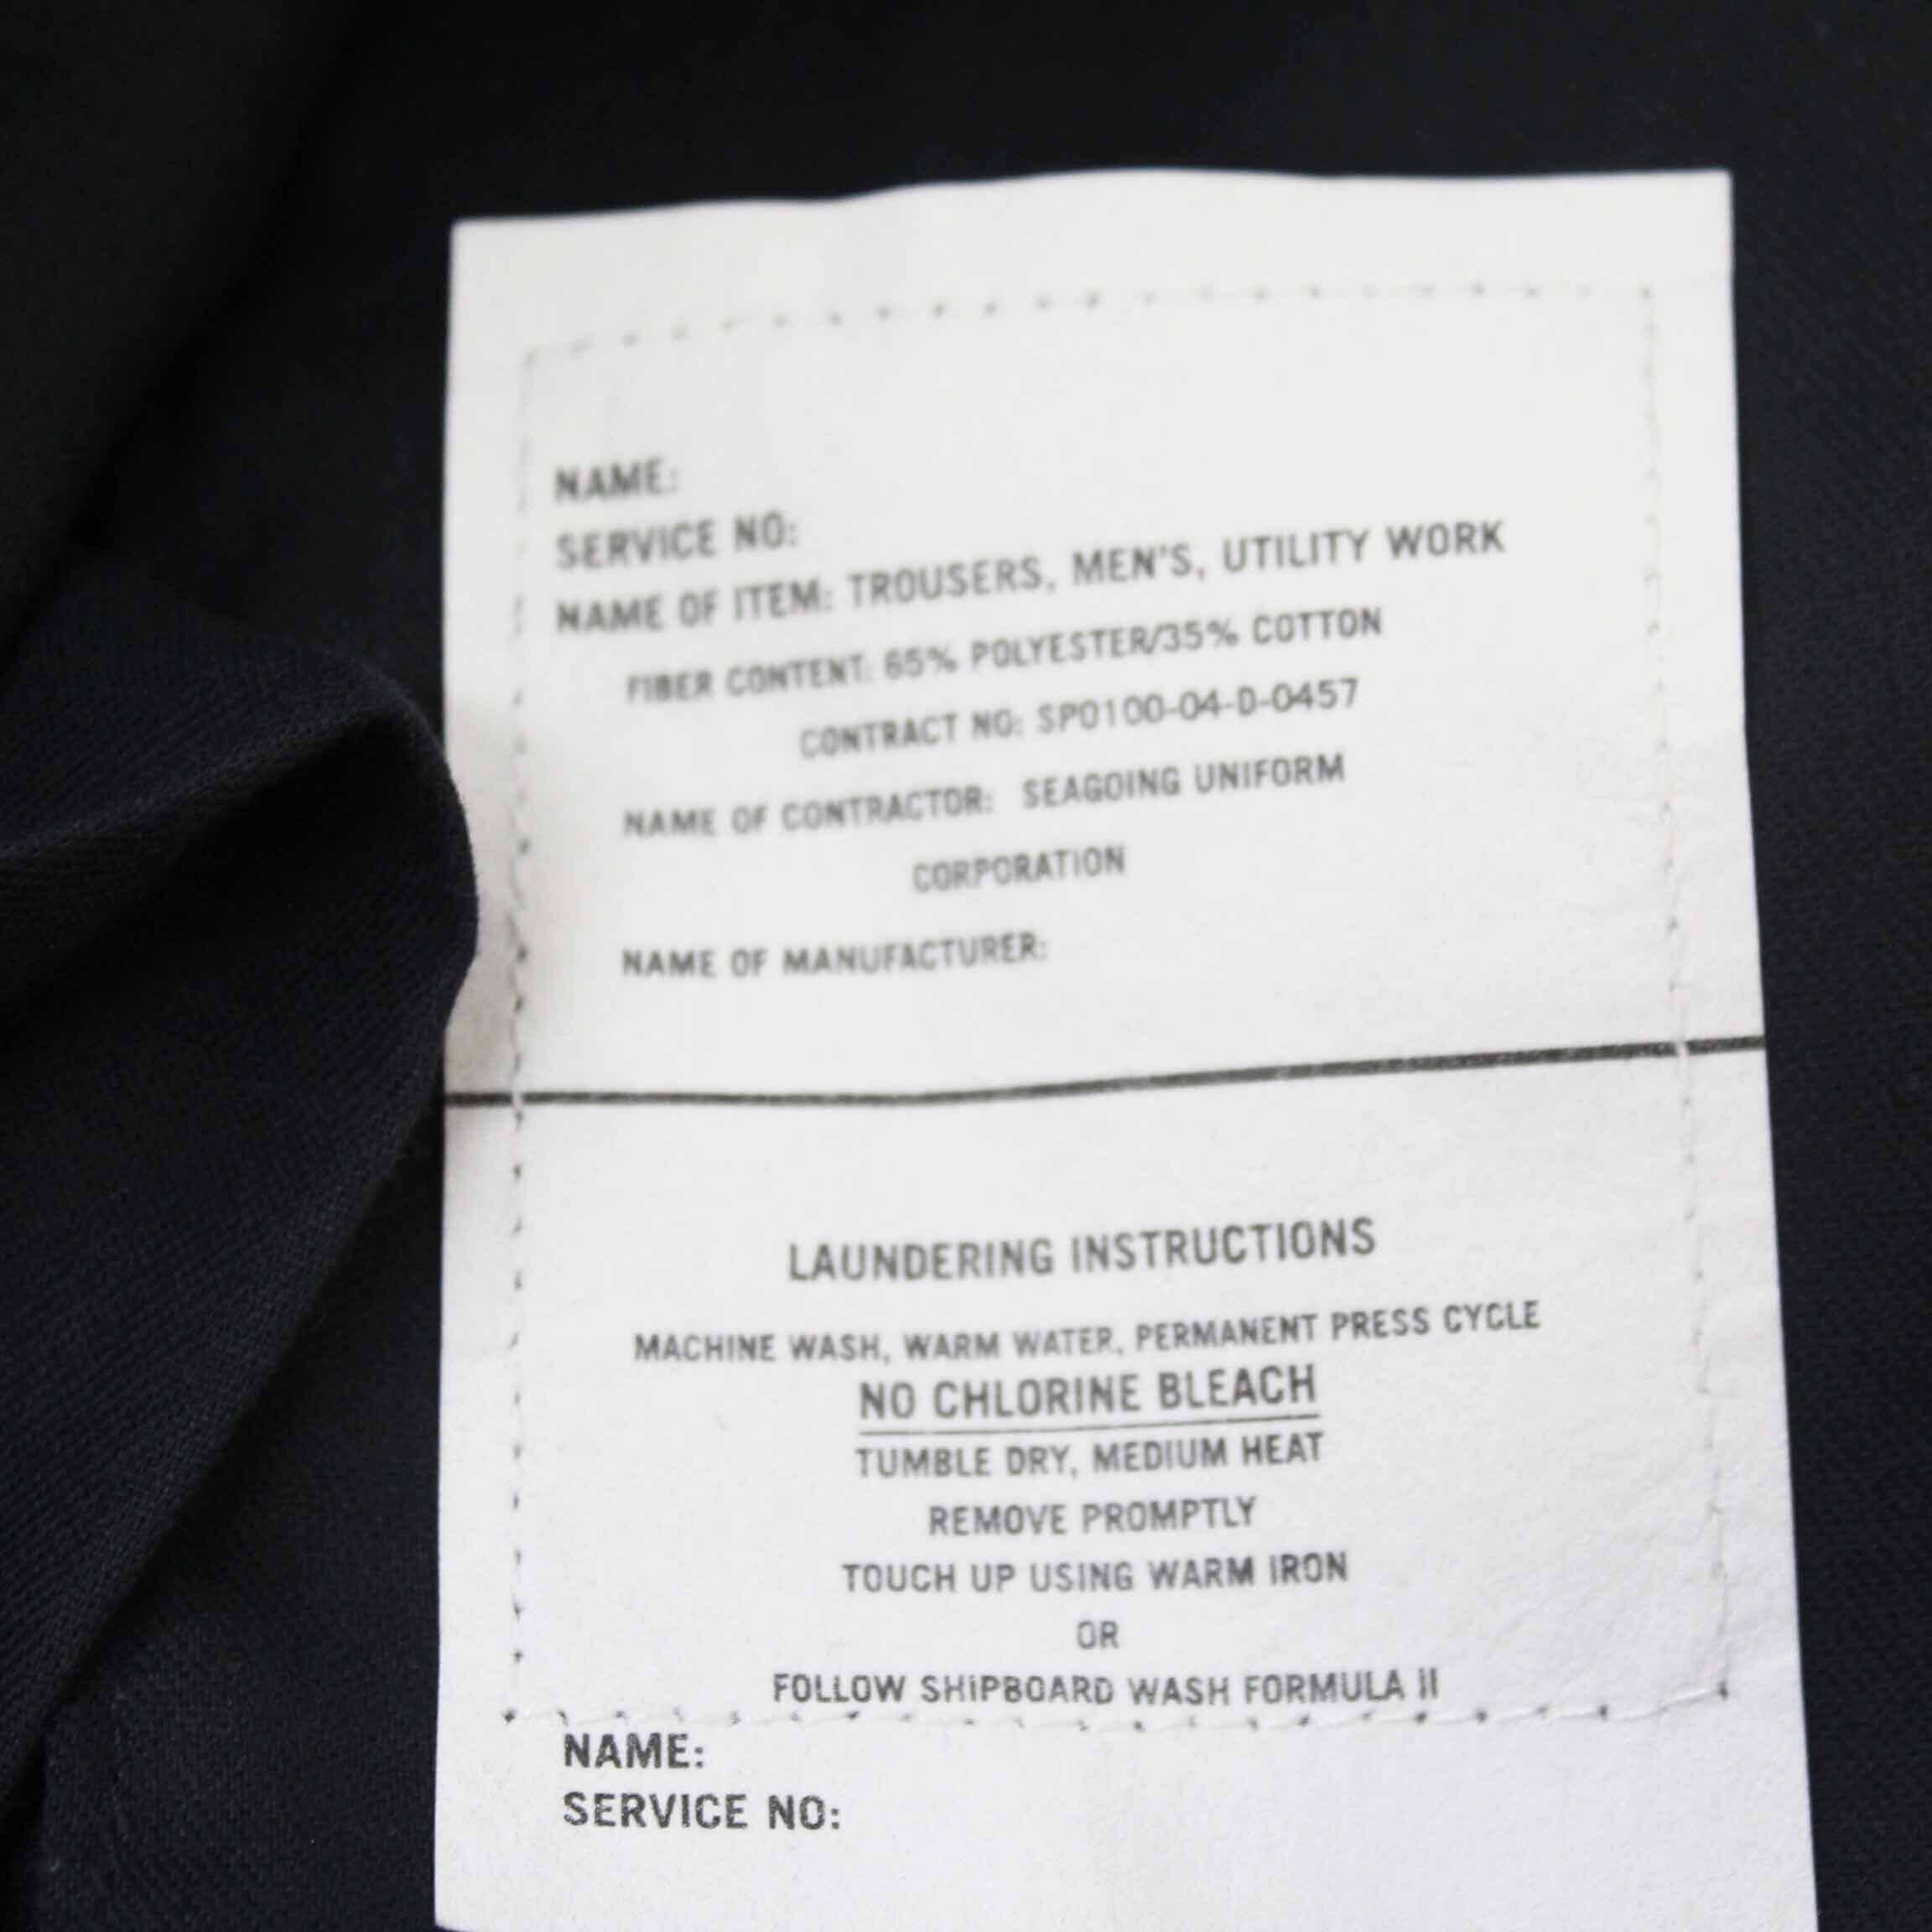 NAME:
SERVICE NO:
NAME OF ITEM: TROUSERS, MEN'S, UTILITY WORK
FIBER CONTENT: 65% POLYESTER/35% COTTON
CONTRACT NO: SP0100-04-D-0457
NAME OF CONTRACTOR: SEAGOING UNIFORM
CORPORATION
NAME OF MANUFACTURER:
LAUNDERING INSTRUCTIONS
MACHINE WASH, WARM WATER, PERMANENT PRESS CYCLE
NO CHLORINE BLEACH
TUMBLE DRY, MEDIUM HEAT
REMOVE PROMPTLY
TOUCH UP USING WARM IRON
OR
FOLLOW SHIPBOARD WASH FORMULA II
NAME:
SERVICE NO: